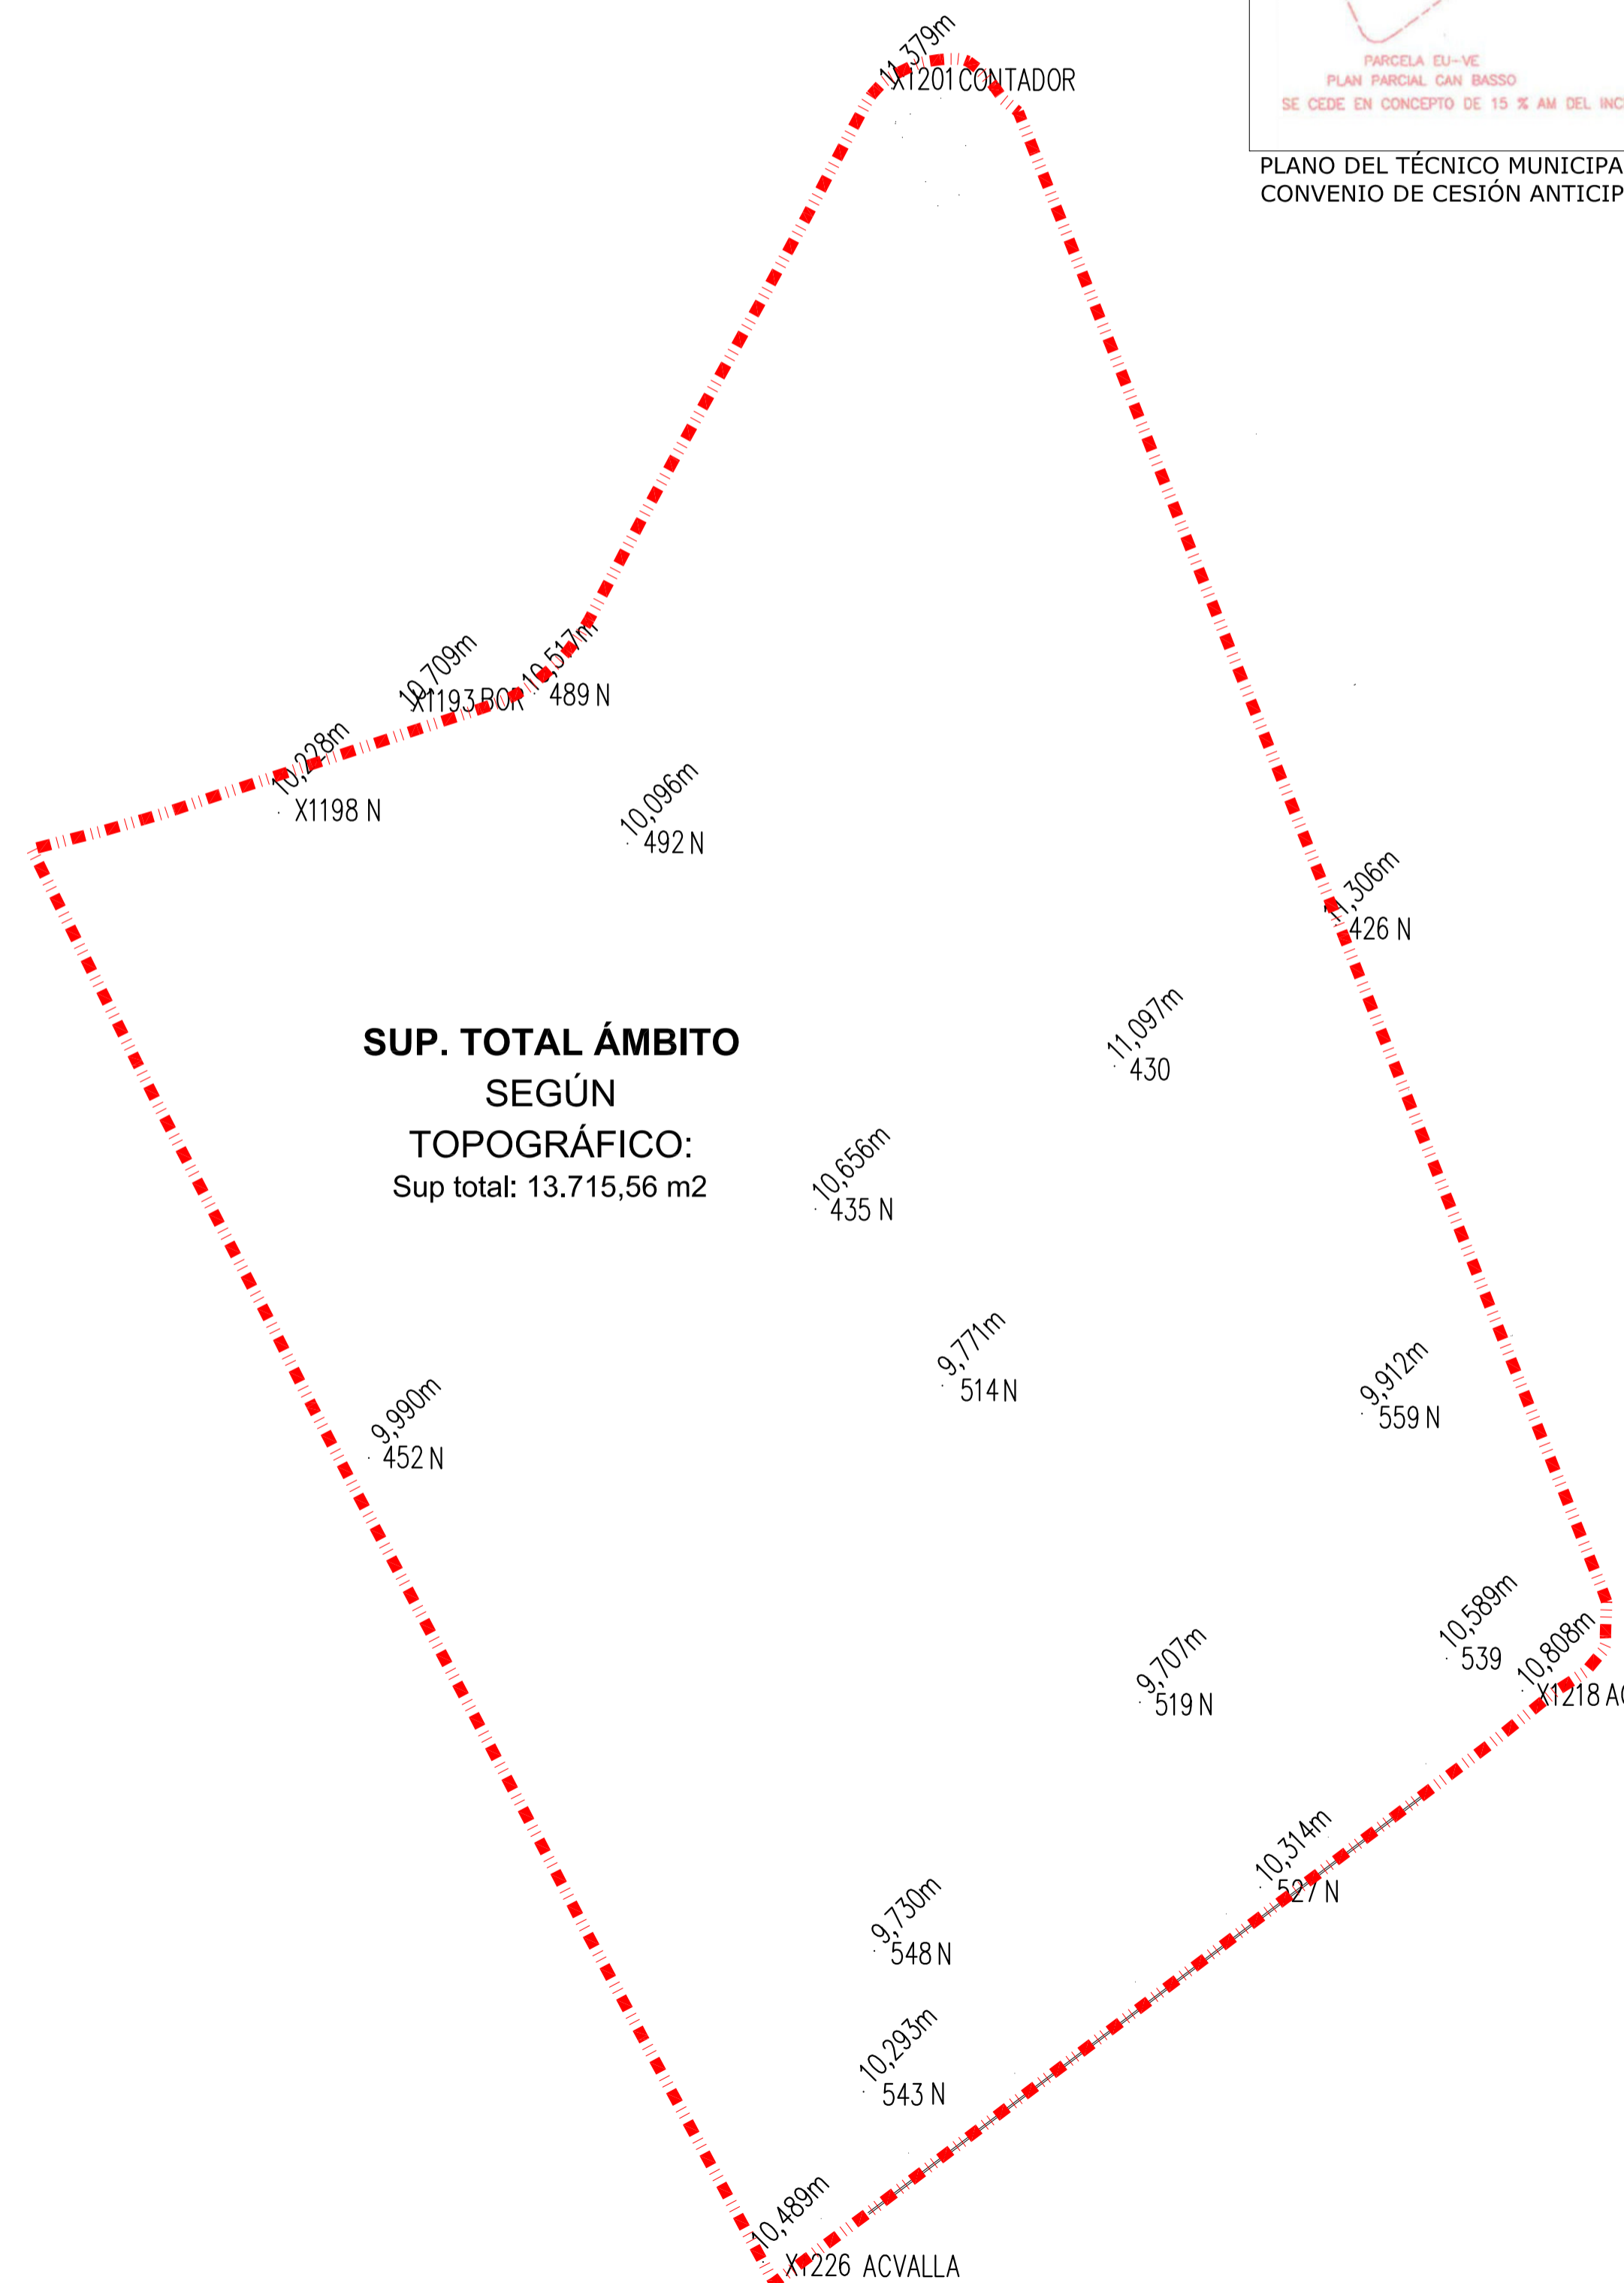 11,379m
X1201 CONTADOR
PARCELA EU-VE
PLAN PARCIAL CAN BASSO
SE CEDE EN CONCEPTO DE 15 % AM DEL INC
PLANO DEL TÉCNICO MUNICIPA
CONVENIO DE CESIÓN ANTICIP
10,517m
489 N
10,709m
X1193 BOR
10,228m
X1198 N
10,096m
492 N
11,306m
426 N
SUP. TOTAL ÁMBITO
SEGÚN
TOPOGRÁFICO:
Sup total: 13.715,56 m2
11,097m
430
10,656m
435 N
9,771m
514 N
9,912m
559 N
9,990m
452 N
10,589m
539
10,808m
X1218 AC
9,707m
519 N
10,314m
527 N
9,730m
548 N
10,293m
543 N
10,489m
X1226 ACVALLA